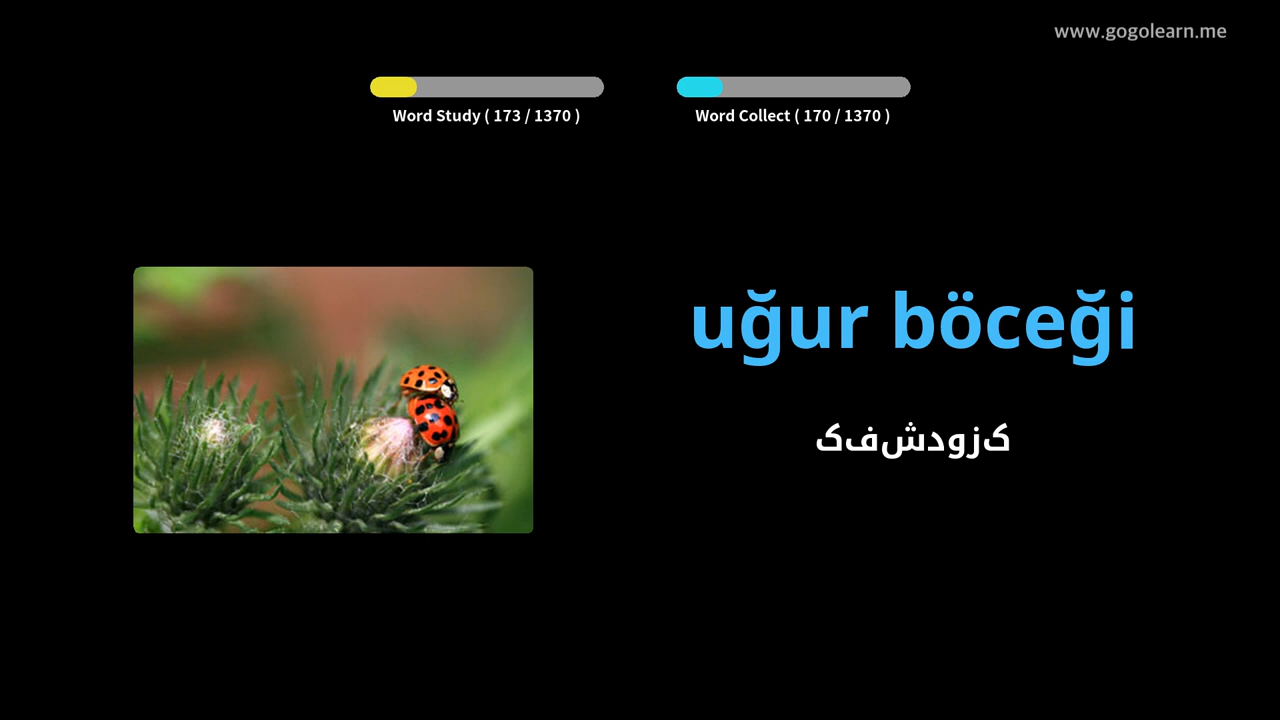 www.gogolearn.me
Word Study ( 173 / 1370 )
Word Collect ( 170 / 1370 )
uğur böceği
کزودشفک